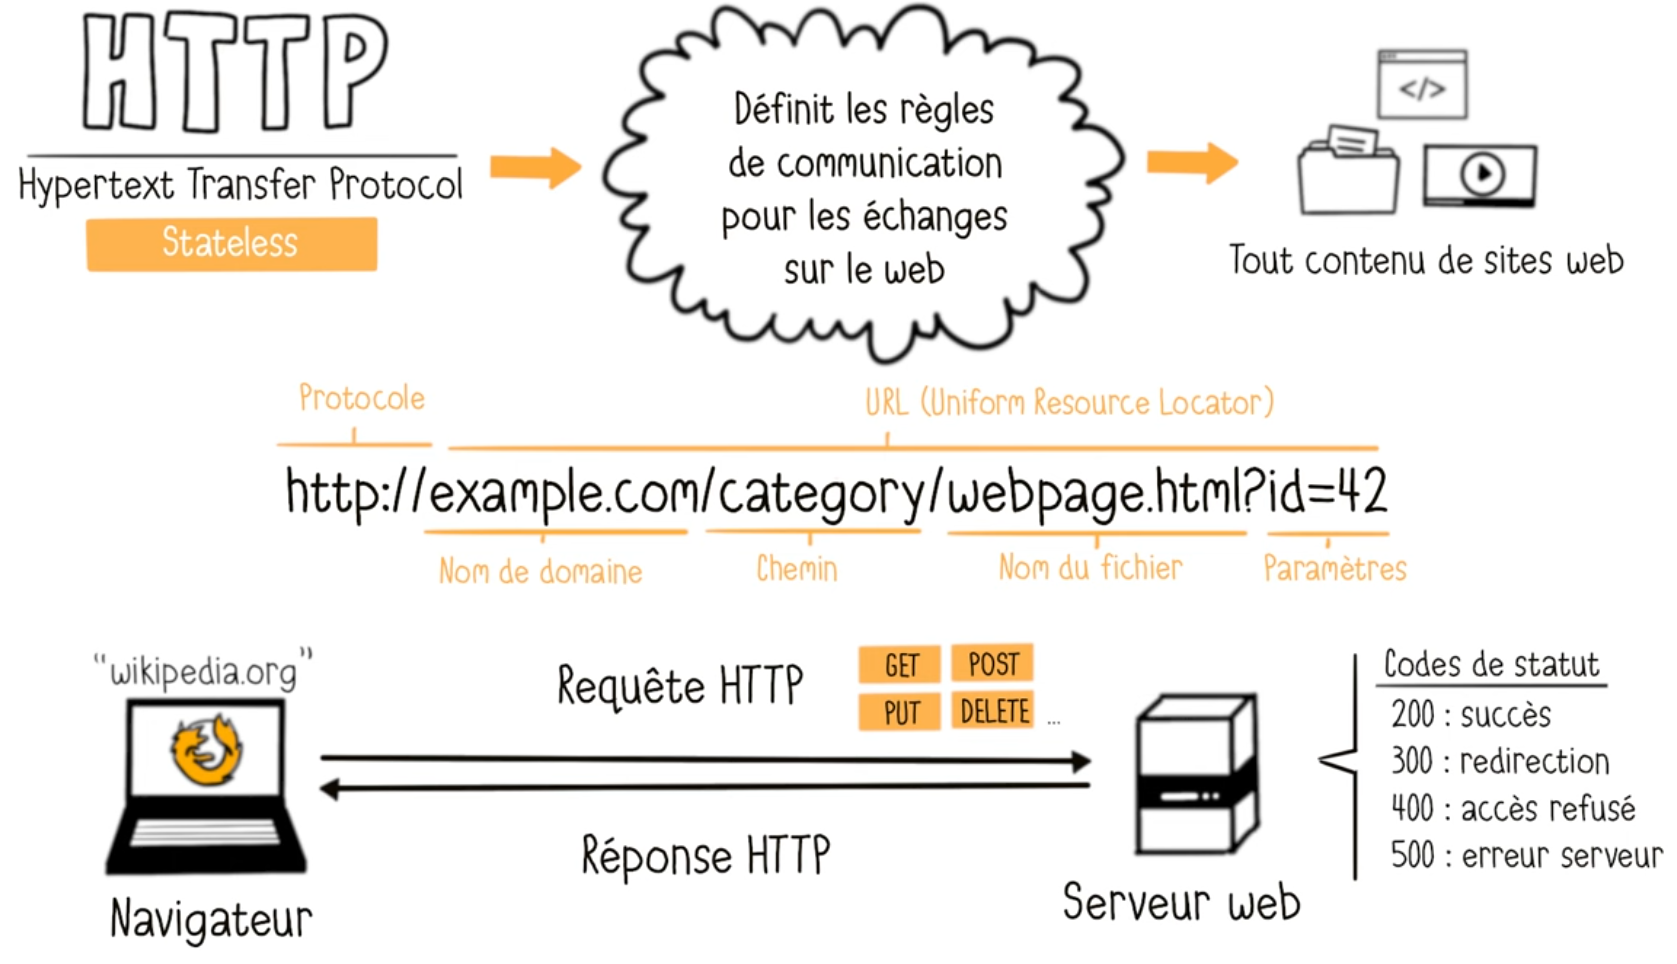 HTTP
Hypertext Transfer Protocol
Stateless
Définit les règles
de communication
pour les échanges
sur le web
</>
Tout contenu de sites web
Protocole
URL (Uniform Resource Locator)
http://example.com/category/webpage.html?id=42
Nom de domaine
Chemin
Nom du fichier
Paramètres
"wikipedia.org"
Navigateur
Requête HTTP
GET
POST
PUT
DELETE
...
Réponse HTTP
Serveur web
Codes de statut
200 : succès
300 : redirection
400 : accès refusé
500 : erreur serveur